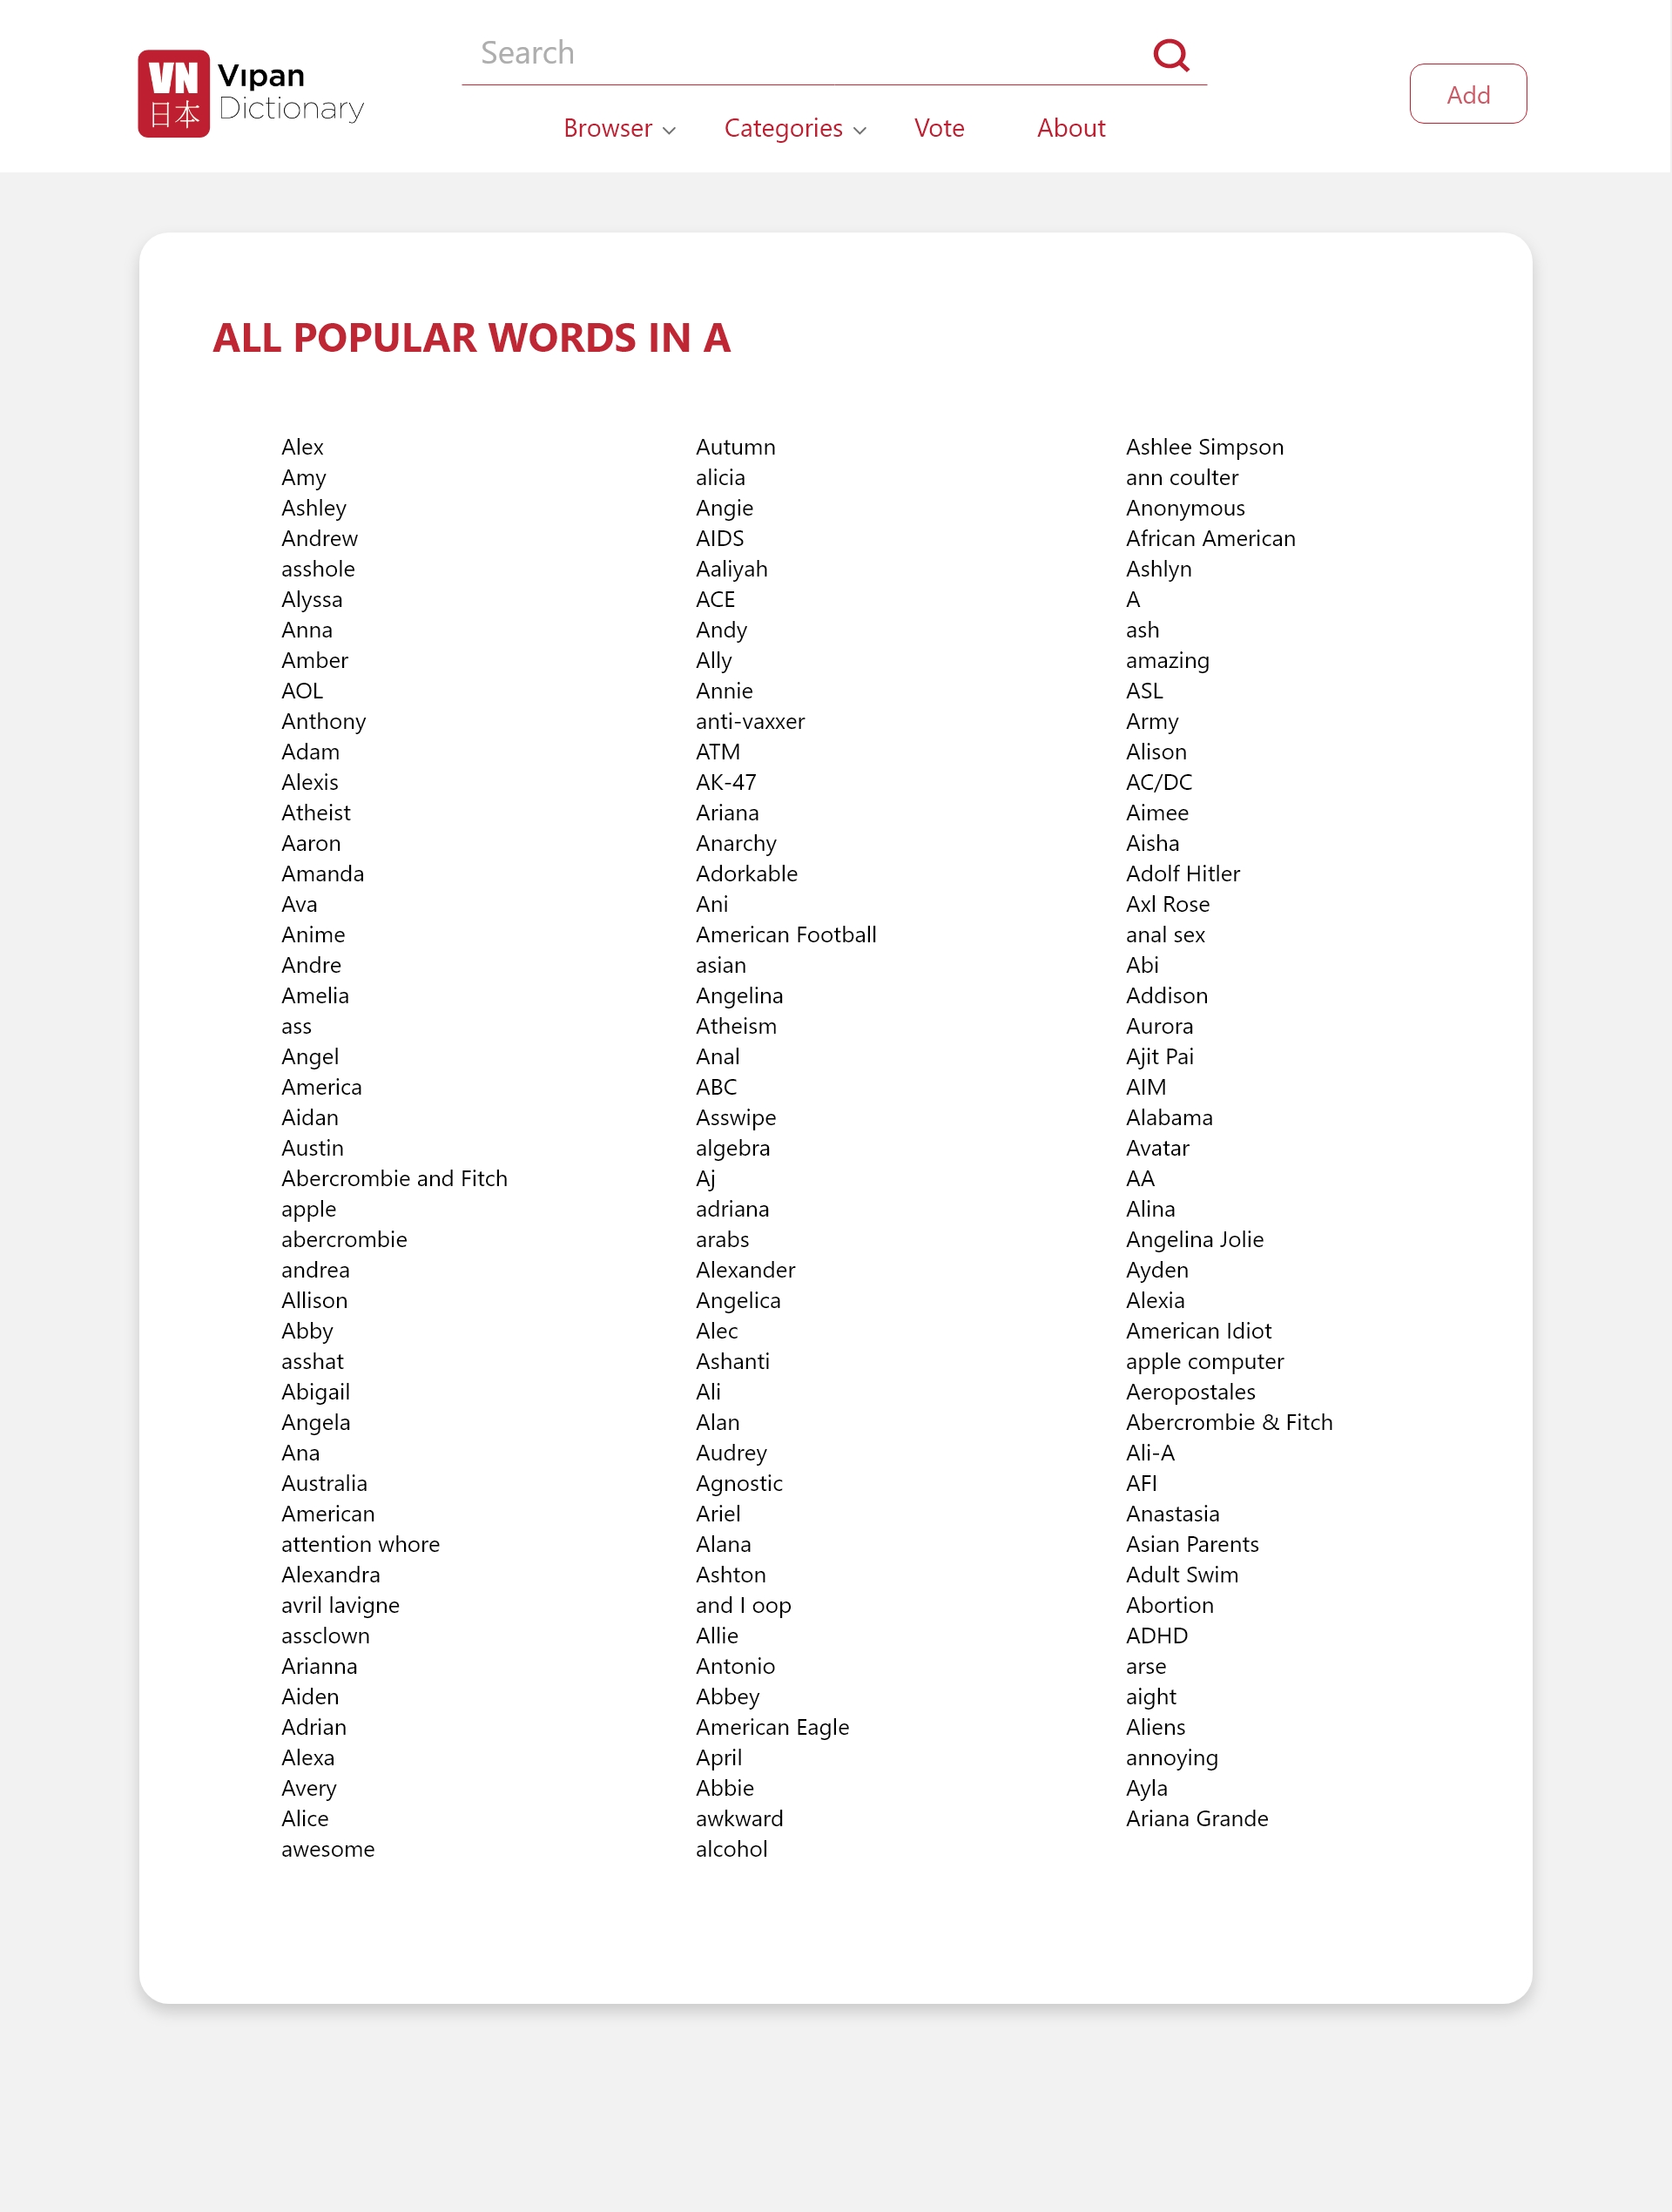 VN
日本
Vıpan
Dictionary
Search
Browser
Categories
Vote
About
Add
ALL POPULAR WORDS IN A
Alex
Amy
Ashley
Andrew
asshole
Alyssa
Anna
Amber
AOL
Anthony
Adam
Alexis
Atheist
Aaron
Amanda
Ava
Anime
Andre
Amelia
ass
Angel
America
Aidan
Austin
Abercrombie and Fitch
apple
abercrombie
andrea
Allison
Abby
asshat
Abigail
Angela
Ana
Australia
American
attention whore
Alexandra
avril lavigne
assclown
Arianna
Aiden
Adrian
Alexa
Avery
Alice
awesome
Autumn
alicia
Angie
AIDS
Aaliyah
ACE
Andy
Ally
Annie
anti-vaxxer
ATM
AK-47
Ariana
Anarchy
Adorkable
Ani
American Football
asian
Angelina
Atheism
Anal
ABC
Asswipe
algebra
Aj
adriana
arabs
Alexander
Angelica
Alec
Ashanti
Ali
Alan
Audrey
Agnostic
Ariel
Alana
Ashton
and I oop
Allie
Antonio
Abbey
American Eagle
April
Abbie
awkward
alcohol
Ashlee Simpson
ann coulter
Anonymous
African American
Ashlyn
A
ash
amazing
ASL
Army
Alison
AC/DC
Aimee
Aisha
Adolf Hitler
Axl Rose
anal sex
Abi
Addison
Aurora
Ajit Pai
AIM
Alabama
Avatar
AA
Alina
Angelina Jolie
Ayden
Alexia
American Idiot
apple computer
Aeropostales
Abercrombie & Fitch
Ali-A
AFI
Anastasia
Asian Parents
Adult Swim
Abortion
ADHD
arse
aight
Aliens
annoying
Ayla
Ariana Grande